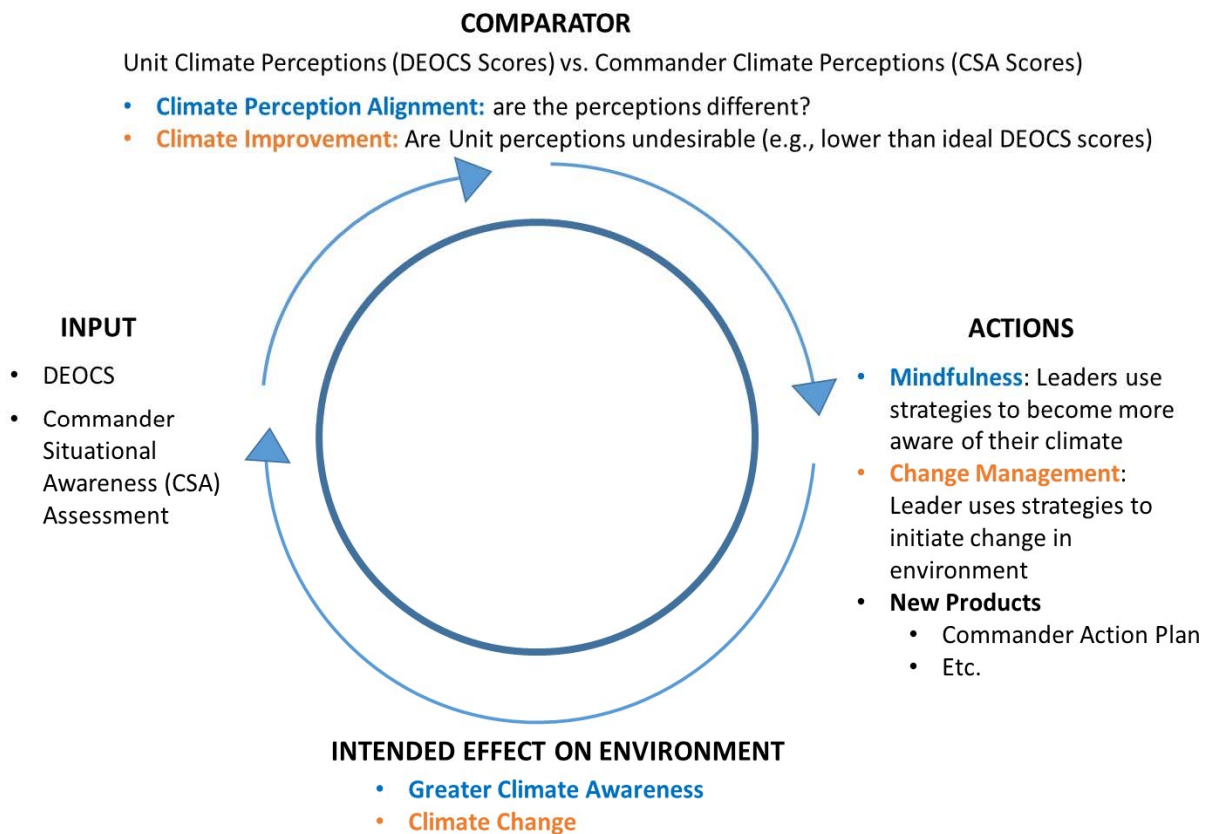 COMPARATOR
Unit Climate Perceptions (DEOCS Scores) vs. Commander Climate Perceptions (CSA Scores)
• Climate Perception Alignment: are the perceptions different?
• Climate Improvement: Are Unit perceptions undesirable (e.g., lower than ideal DEOCS scores)
INPUT
• DEOCS
• Commander
Situational
Awareness (CSA)
Assessment
ACTIONS
• Mindfulness: Leaders use
strategies to become more
aware of their climate
• Change Management:
Leader uses strategies to
initiate change in
environment
• New Products
• Commander Action Plan
• Etc.
INTENDED EFFECT ON ENVIRONMENT
• Greater Climate Awareness
• Climate Change